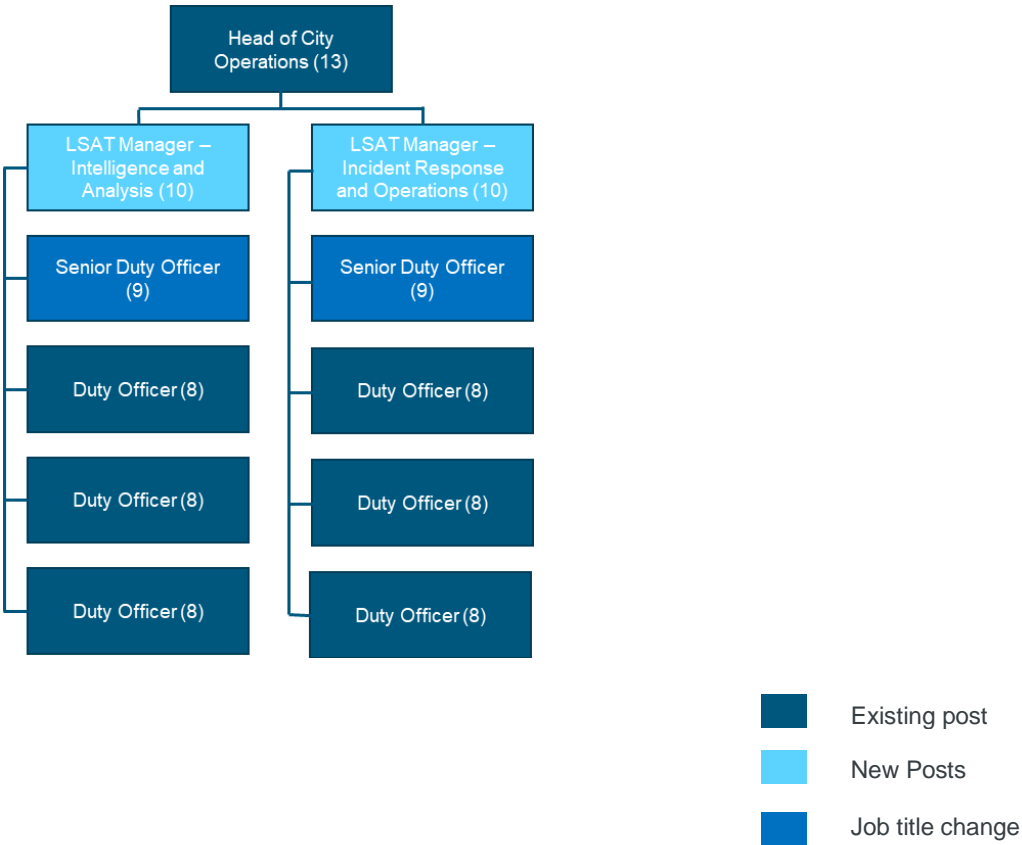 Head of City
Operations (13)
LSAT Manager –
Intelligence and
Analysis (10)
LSAT Manager –
Incident Response
and Operations (10)
Senior Duty Officer
(9)
Senior Duty Officer
(9)
Duty Officer (8)
Duty Officer (8)
Duty Officer (8)
Duty Officer (8)
Duty Officer (8)
Duty Officer (8)
Existing post
New Posts
Job title change